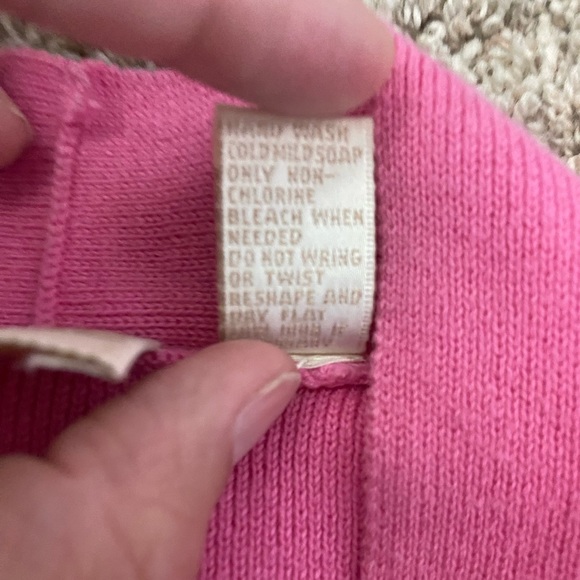 HAND WASH
COLD MILD SOAP
ONLY NON-
CHLORINE
BLEACH WHEN
NEEDED
DO NOT WRING
OR TWIST
RESHAPE AND
FLAT